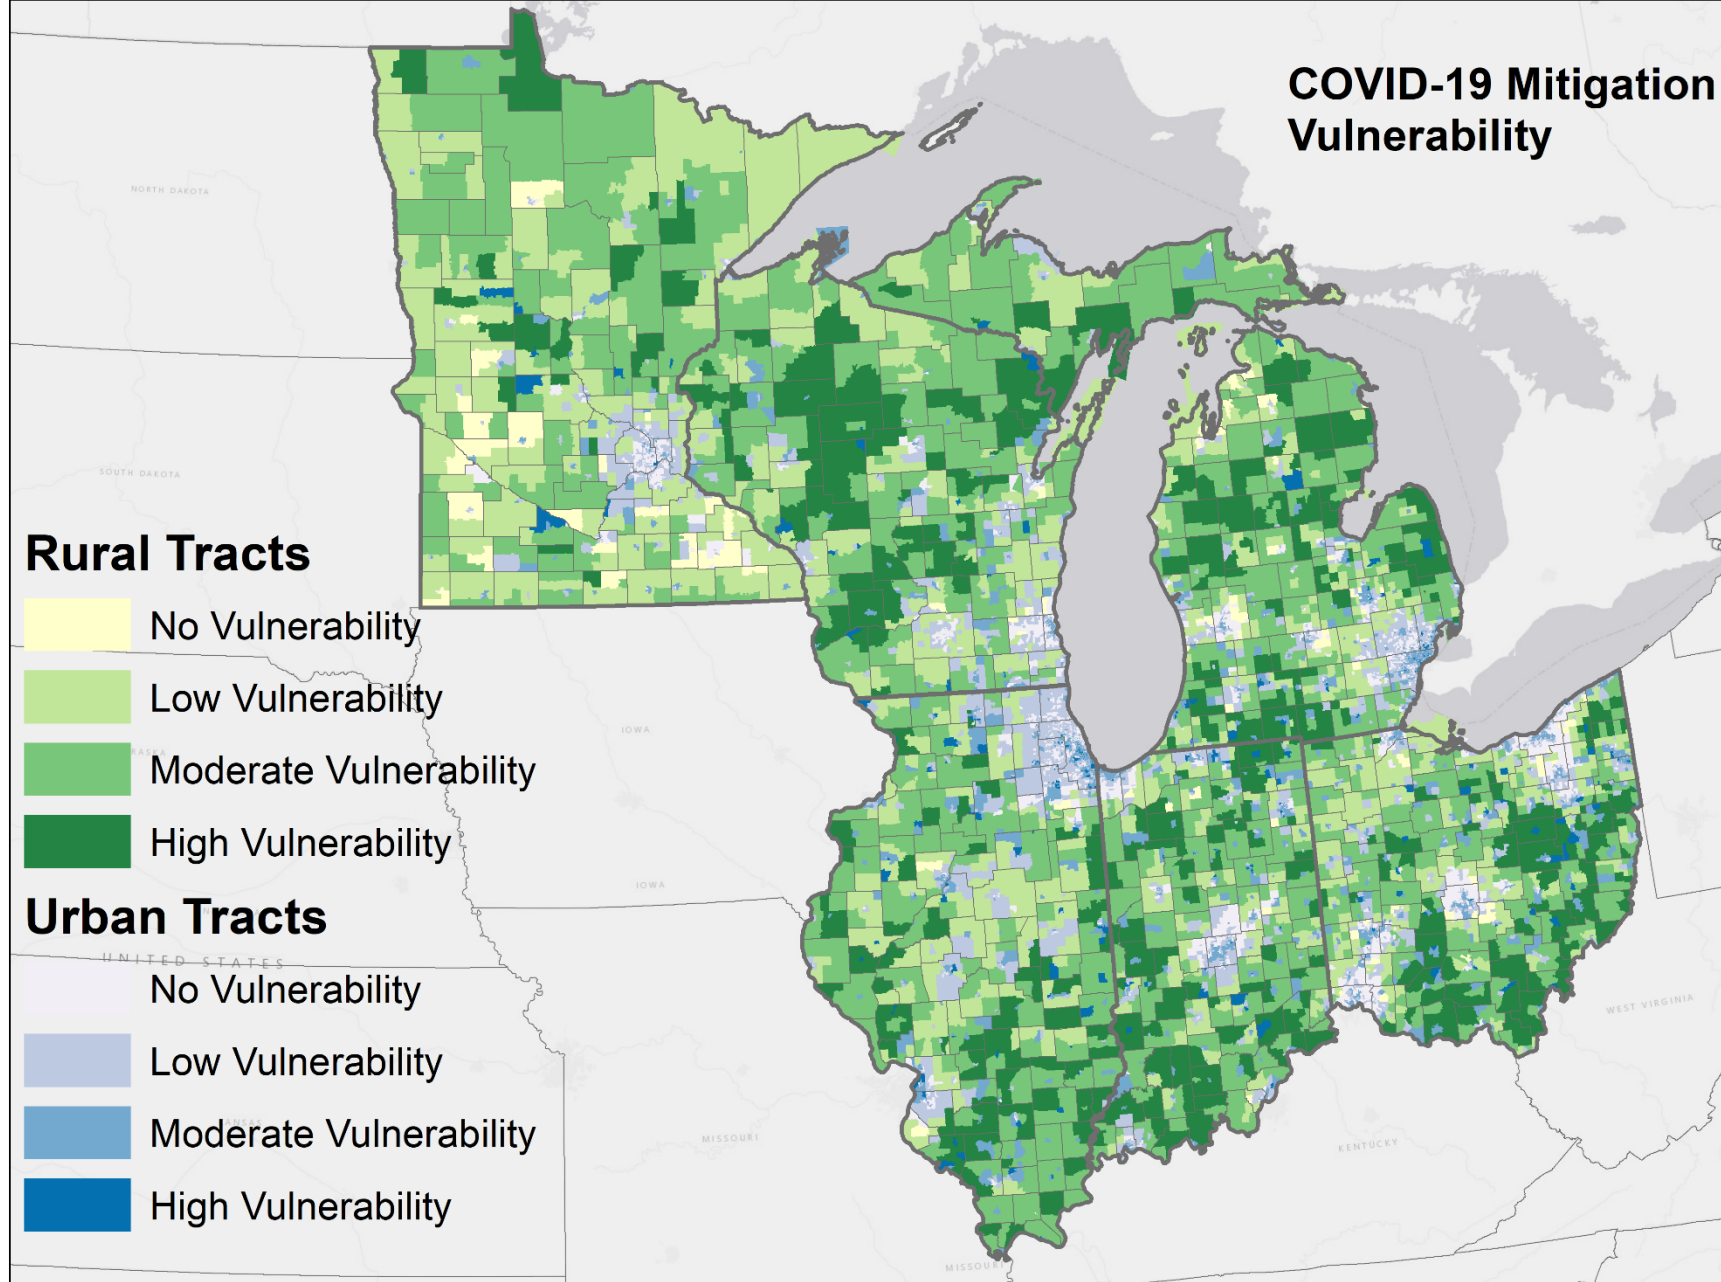 COVID-19 Mitigation
Vulnerability
NORTH DAKOTA
SOUTH DAKOTA
Rural Tracts
No Vulnerability
Low Vulnerability
IOWA
Moderate Vulnerability
High Vulnerability
IOWA
Urban Tracts
UNITED STATES
No Vulnerability
WEST VIRGINIA
Low Vulnerability
Moderate Vulnerability
MISSOURI
KENTUCKY
High Vulnerability
MISSOURI